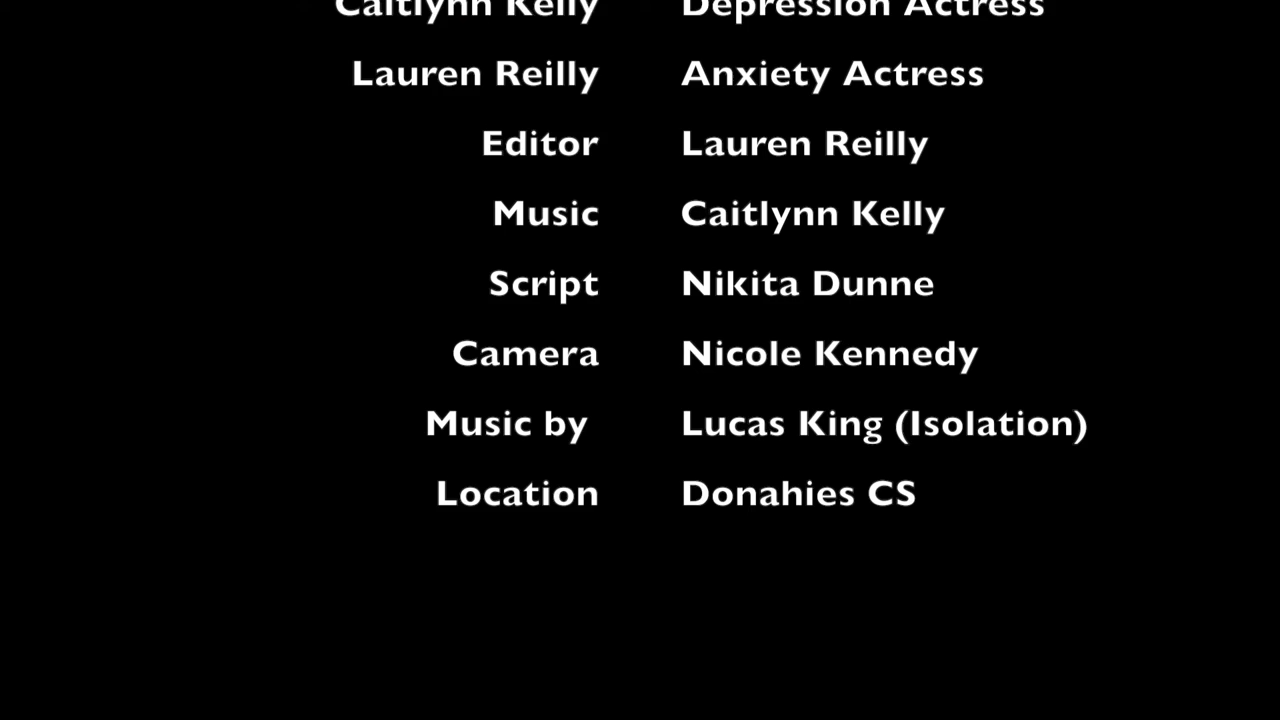 Caitlynn Kelly Depression Actress
Lauren Reilly Anxiety Actress
Editor Lauren Reilly
Music Caitlynn Kelly
Script Nikita Dunne
Camera Nicole Kennedy
Music by Lucas King (Isolation)
Location Donahies CS